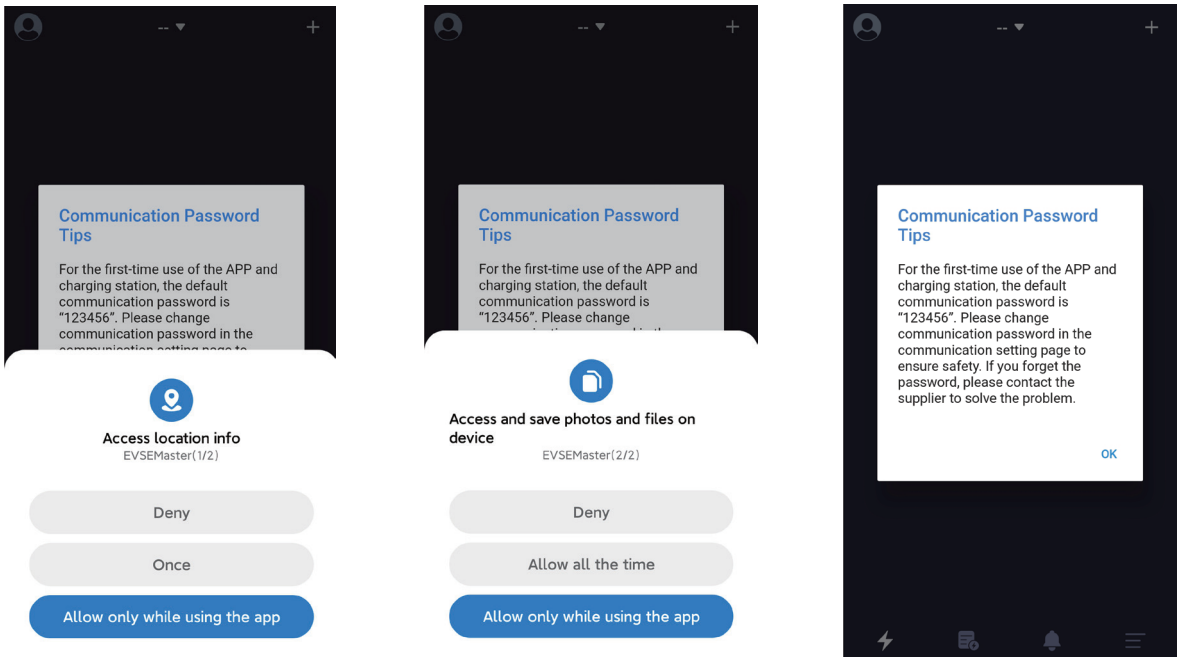 -- ▼ +
Communication Password
Tips
For the first-time use of the APP and
charging station, the default
communication password is
“123456”. Please change
communication password in the
communication setting page to
Access location info
EVSEMaster(1/2)
Deny
Once
Allow only while using the app
-- ▼ +
Communication Password
Tips
For the first-time use of the APP and
charging station, the default
communication password is
“123456”. Please change
Access and save photos and files on
device
EVSEMaster(2/2)
Deny
Allow all the time
Allow only while using the app
-- ▼ +
Communication Password
Tips
For the first-time use of the APP and
charging station, the default
communication password is
“123456”. Please change
communication password in the
communication setting page to
ensure safety. If you forget the
password, please contact the
supplier to solve the problem.
OK